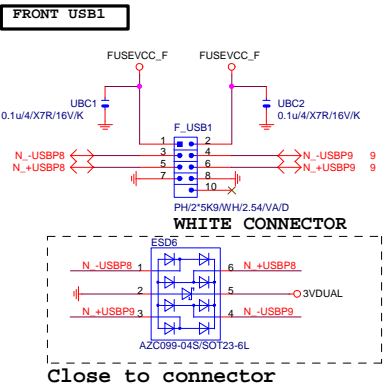 FRONT USB1
FUSEVCC_F FUSEVCC_F
UBC1 UBC2
0.1u/4/X7R/16V/K 0.1u/4/X7R/16V/K
F_USB1
1 2
N_-USBP8 3 4 N_-USBP9 9
N_+USBP8 5 6 N_+USBP9 9
7 8
10
PH/2*5K9/WH/2.54/VA/D
WHITE CONNECTOR
ESD6
N_-USBP8 1 6 N_+USBP8
2 5 3VDUAL
N_+USBP9 3 4 N_-USBP9
AZC099-04S/SOT23-6L
Close to connector